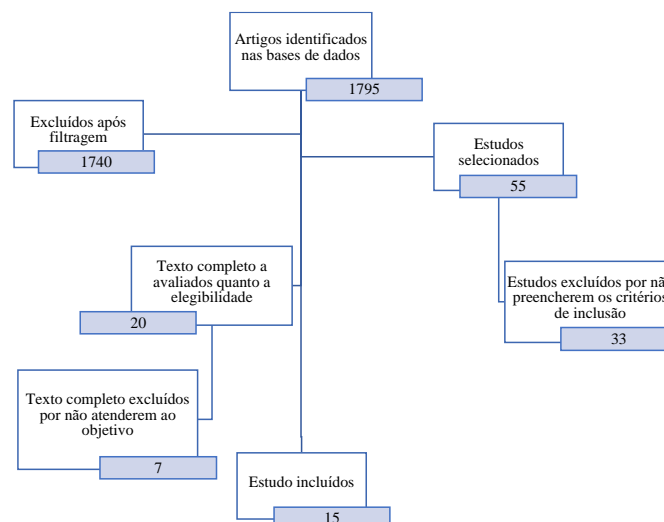 Artigos identificados
nas bases de dados
1795
Excluídos após
filtragem
1740
Estudos
selecionados
55
Texto completo a
avaliados quanto a
elegibilidade
20
Estudos excluídos por nã
preencherem os critérios
de inclusão
33
Texto completo excluídos
por não atenderem ao
objetivo
7
Estudo incluídos
15